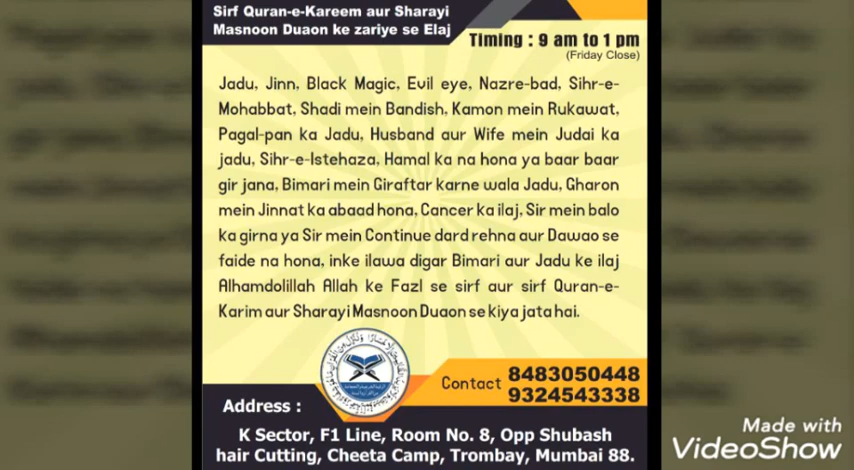 Sirf Quran-e-Kareem aur Sharayi
Masnoon Duaon ke zariye se Elaj
Timing : 9 am to 1 pm
(Friday Close)
Jadu, Jinn, Black Magic, Evil eye, Nazre-bad, Sihr-e-
Mohabbat, Shadi mein Bandish, Kamon mein Rukawat,
Pagal-pan ka Jadu, Husband aur Wife mein Judai ka
jadu, Sihr-e-Istehaza, Hamal ka na hona ya baar baar
gir jana, Bimari mein Giraftar karne wala Jadu, Gharon
mein Jinnat ka abaad hona, Cancer ka ilaj, Sir mein balo
ka girna ya Sir mein Continue dard rehna aur Dawao se
faide na hona, inke ilawa digar Bimari aur Jadu ke ilaj
Alhamdolillah Allah ke Fazl se sirf aur sirf Quran-e-
Karim aur Sharayi Masnoon Duaon se kiya jata hai.
Contact 8483050448
9324543338
Address :
K Sector, F1 Line, Room No. 8, Opp Shubash
hair Cutting, Cheeta Camp, Trombay, Mumbai 88.
Made with
VideoShow